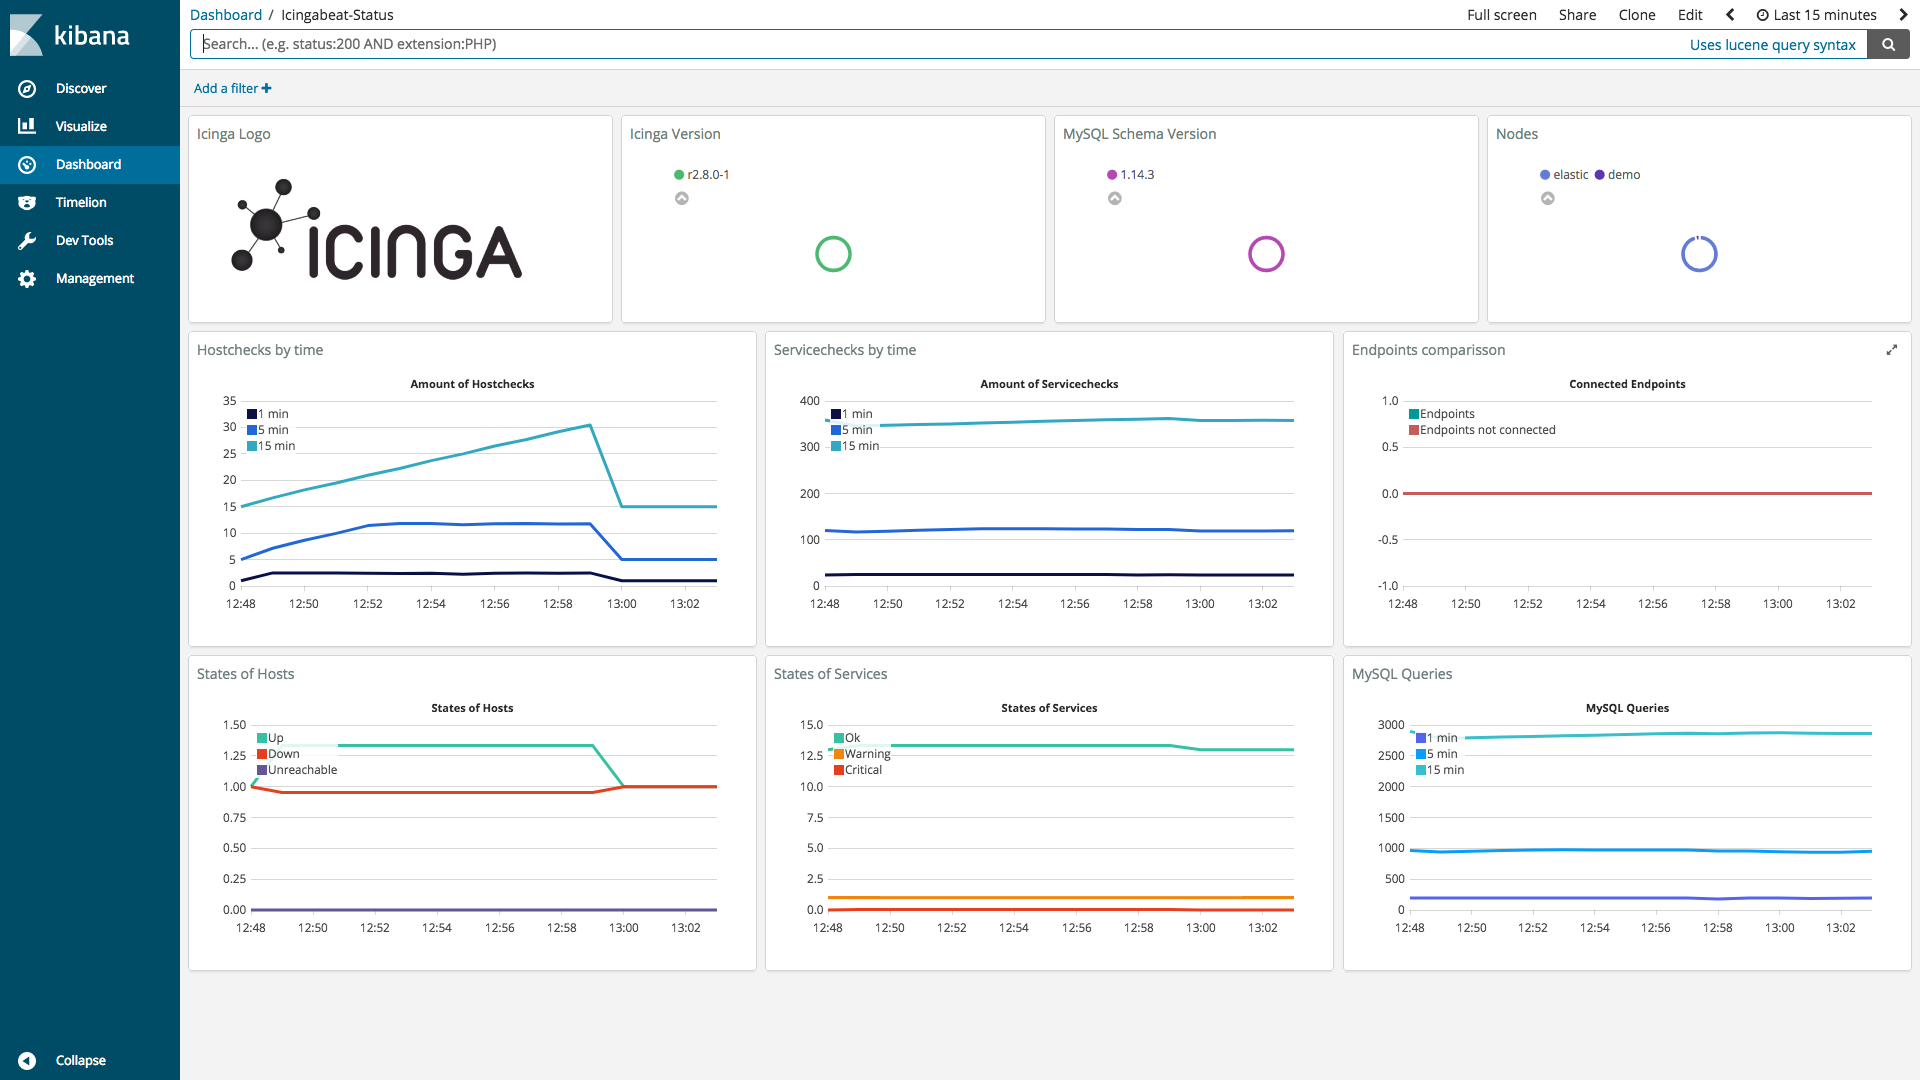 kibana
Discover
Visualize
Dashboard
Timelion
Dev Tools
Management
Collapse
Dashboard / Icingabeat-Status
Full screen Share Clone Edit Last 15 minutes
Search... (e.g. status:200 AND extension:PHP)
Uses lucene query syntax
Add a filter +
Icinga Logo
ICINGA
Icinga Version
r2.8.0-1
MySQL Schema Version
1.14.3
Nodes
elastic demo
Hostchecks by time
Amount of Hostchecks
35
30
25
20
15
10
5
0
1 min
5 min
15 min
12:48 12:50 12:52 12:54 12:56 12:58 13:00 13:02
Servicechecks by time
Amount of Servicechecks
400
300
200
100
0
1 min
5 min
15 min
12:48 12:50 12:52 12:54 12:56 12:58 13:00 13:02
Endpoints comparisson
Connected Endpoints
1.0
0.5
0.0
-0.5
-1.0
Endpoints
Endpoints not connected
12:48 12:50 12:52 12:54 12:56 12:58 13:00 13:02
States of Hosts
States of Hosts
1.50
1.25
1.00
0.75
0.50
0.25
0.00
Up
Down
Unreachable
12:48 12:50 12:52 12:54 12:56 12:58 13:00 13:02
States of Services
States of Services
15.0
12.5
10.0
7.5
5.0
2.5
0.0
Ok
Warning
Critical
12:48 12:50 12:52 12:54 12:56 12:58 13:00 13:02
MySQL Queries
MySQL Queries
3000
2500
2000
1500
1000
500
0
1 min
5 min
15 min
12:48 12:50 12:52 12:54 12:56 12:58 13:00 13:02